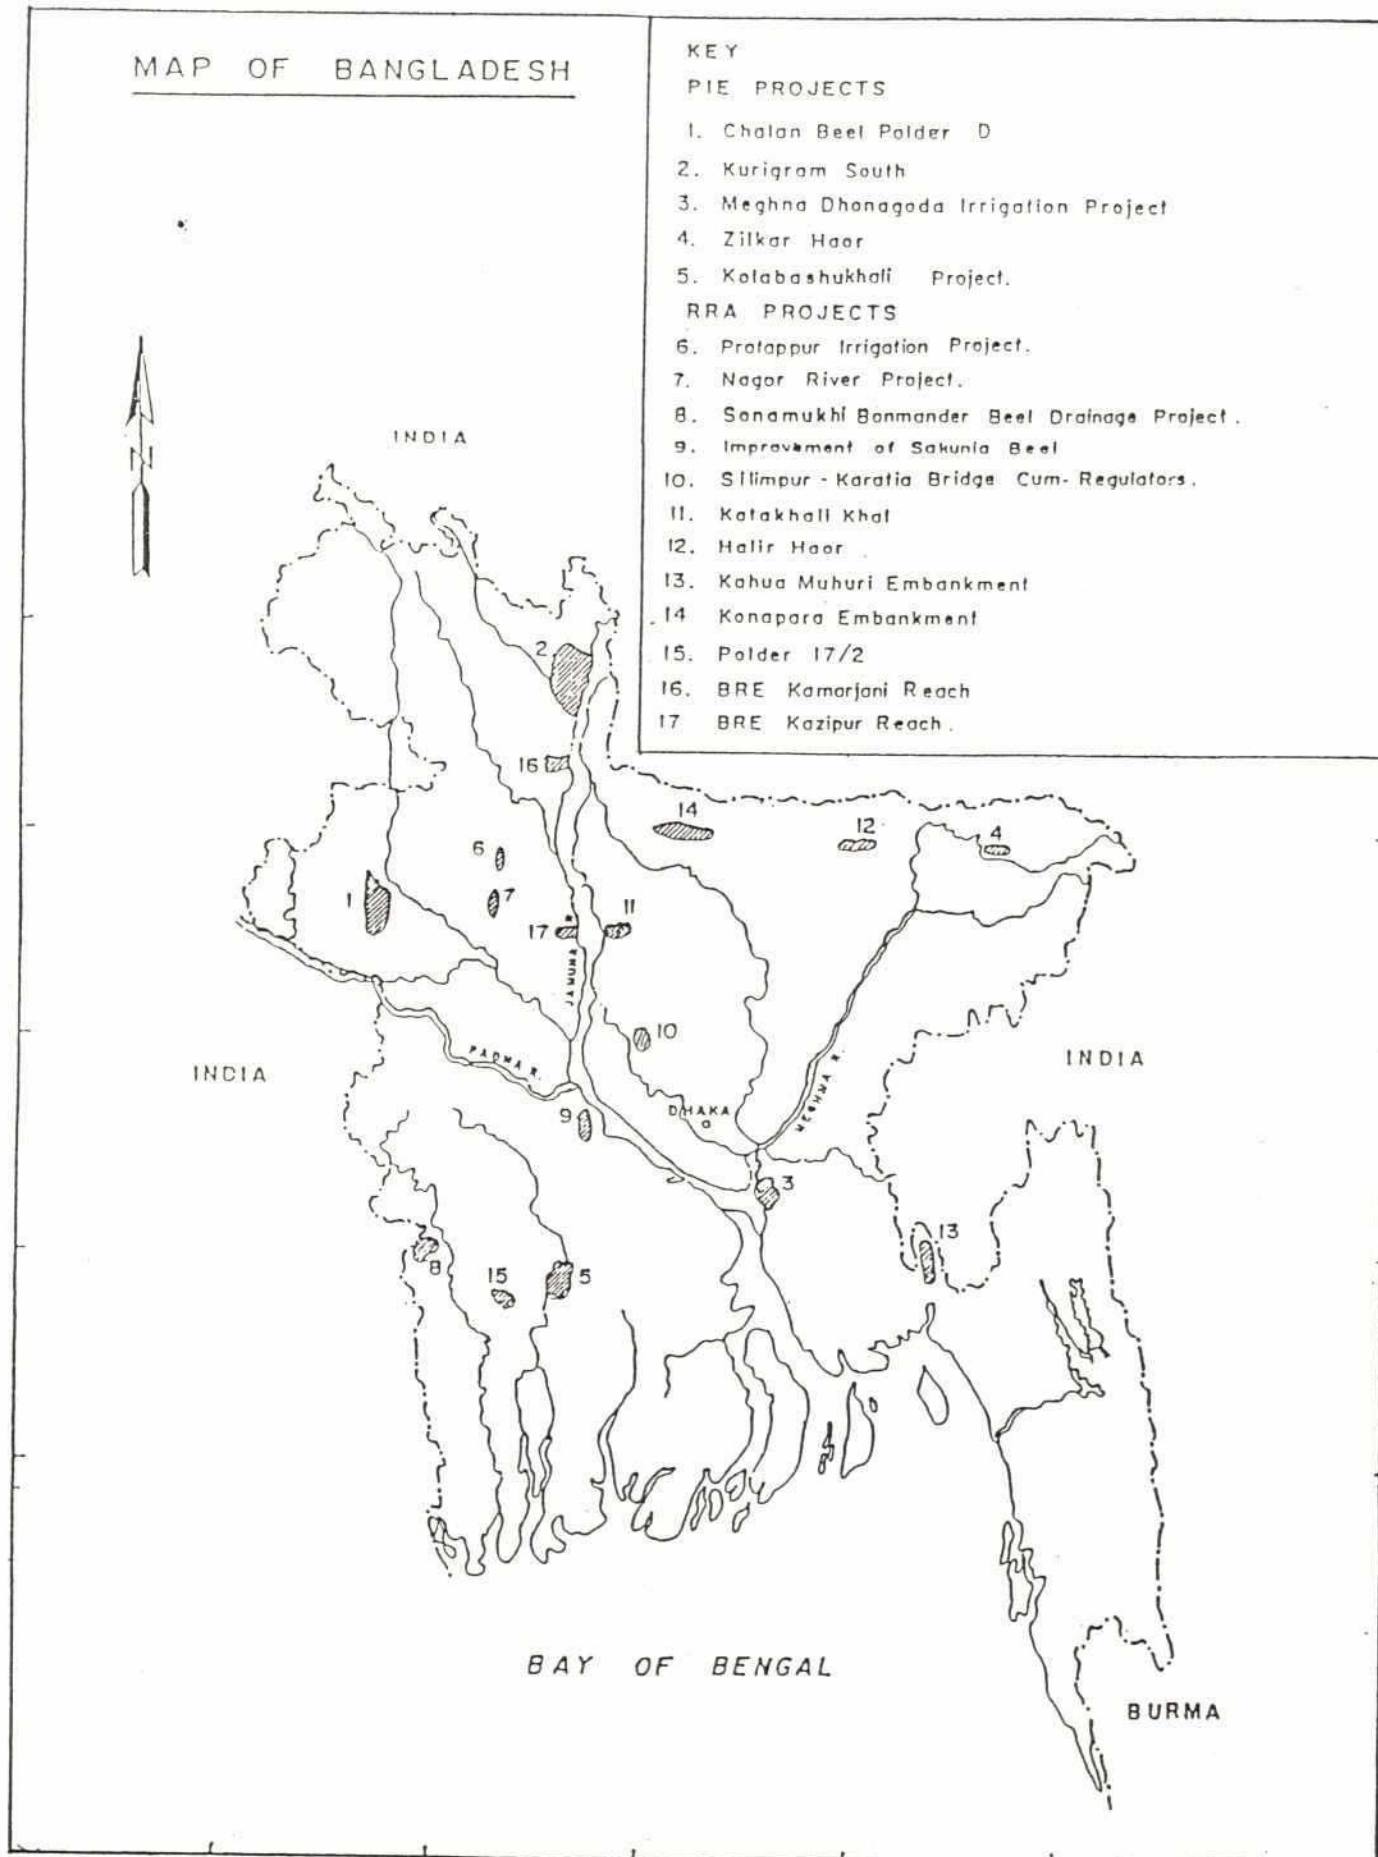 MAP OF BANGLADESH
KEY
PIE PROJECTS
1. Chalan Beel Polder D
2. Kurigram South
3. Meghna Dhonagoda Irrigation Project
4. Zilkar Haor
5. Kolabashukhali Project.
RRA PROJECTS
6. Protappur Irrigation Project.
7. Nagor River Project.
8. Sonamukhi Bonmander Beel Drainage Project.
9. Improvement of Sakunia Beel
10. Silimpur - Karatia Bridge Cum- Regulators.
11. Katakhali Khal
12. Halir Haor
13. Kahua Muhuri Embankment
14 Konapara Embankment
15. Polder 17/2
16. BRE Kamarjani Reach
17 BRE Kazipur Reach.
N
INDIA
2
16
14
12
4
6
1
7
17
11
JAMUNA R
10
PADMA R.
INDIA
INDIA
MEGHNA R.
DHAKA
9
3
13
8
15
5
BAY OF BENGAL
BURMA